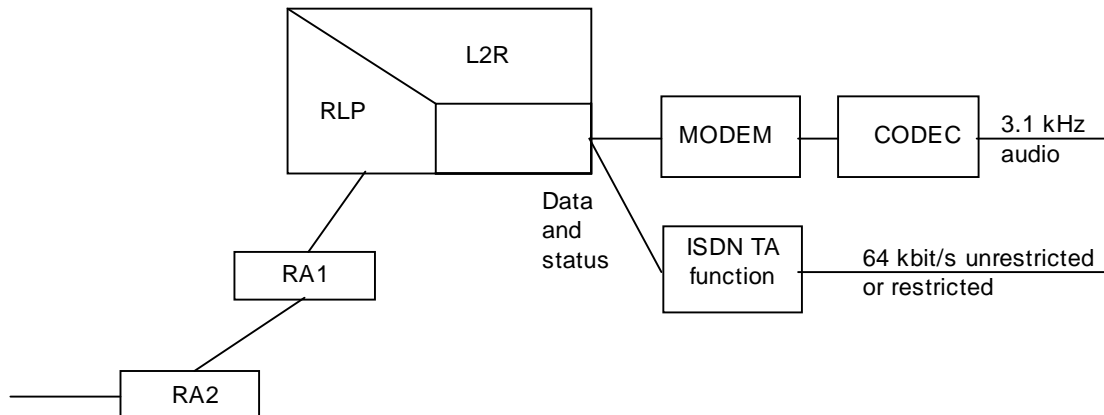 L2R
RLP
MODEM
CODEC
3.1 kHz
audio
Data
and
status
ISDN TA
function
64 kbit/s unrestricted
or restricted
RA1
RA2